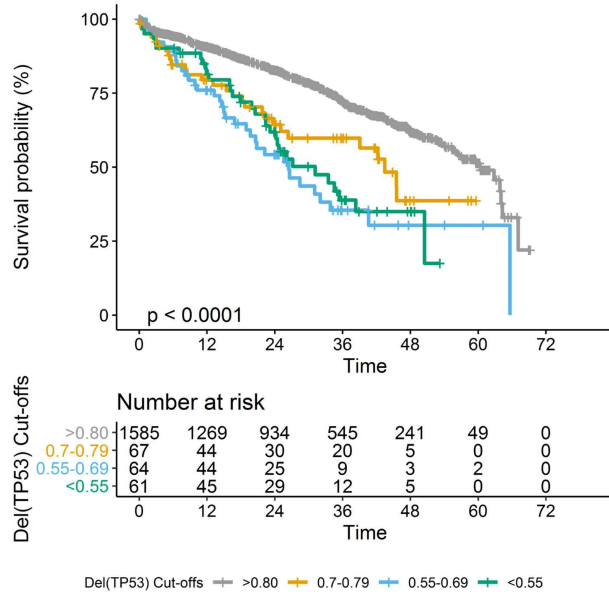 100
75
50
25
0
Survival probability (%)
p < 0.0001
0 12 24 36 48 60 72
Time
Number at risk
Del(TP53) Cut-offs
>0.80 1585 1269 934 545 241 49 0
0.7-0.79 67 44 30 20 5 0 0
0.55-0.69 64 44 25 9 3 2 0
<0.55 61 45 29 12 5 0 0
0 12 24 36 48 60 72
Time
Del(TP53) Cut-offs >0.80 0.7-0.79 0.55-0.69 <0.55